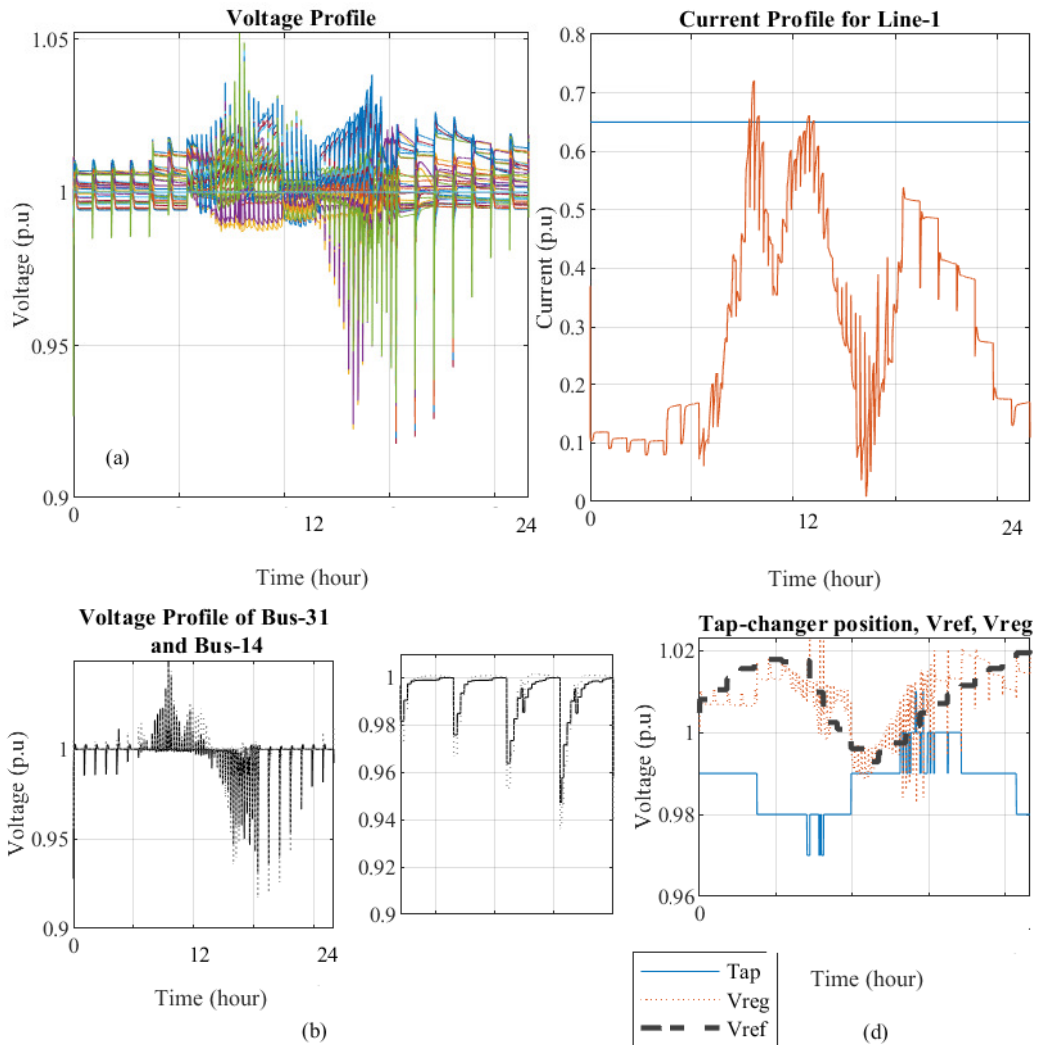 Voltage Profile
1.05
1
0.95
0.9
Voltage (p.u)
(a)
0
12
24
Time (hour)
Current Profile for Line-1
0.8
0.7
0.6
0.5
0.4
0.3
0.2
0.1
0
Current (p.u)
0
12
24
Time (hour)
Voltage Profile of Bus-31
and Bus-14
1
0.95
0.9
Voltage (p.u)
0
12
24
Time (hour)
1
0.98
0.96
0.94
0.92
0.9
(b)
Tap-changer position, Vref, Vreg
1.02
1
0.98
0.96
Voltage (p.u)
0
Time (hour)
Tap
Vreg
Vref
(d)